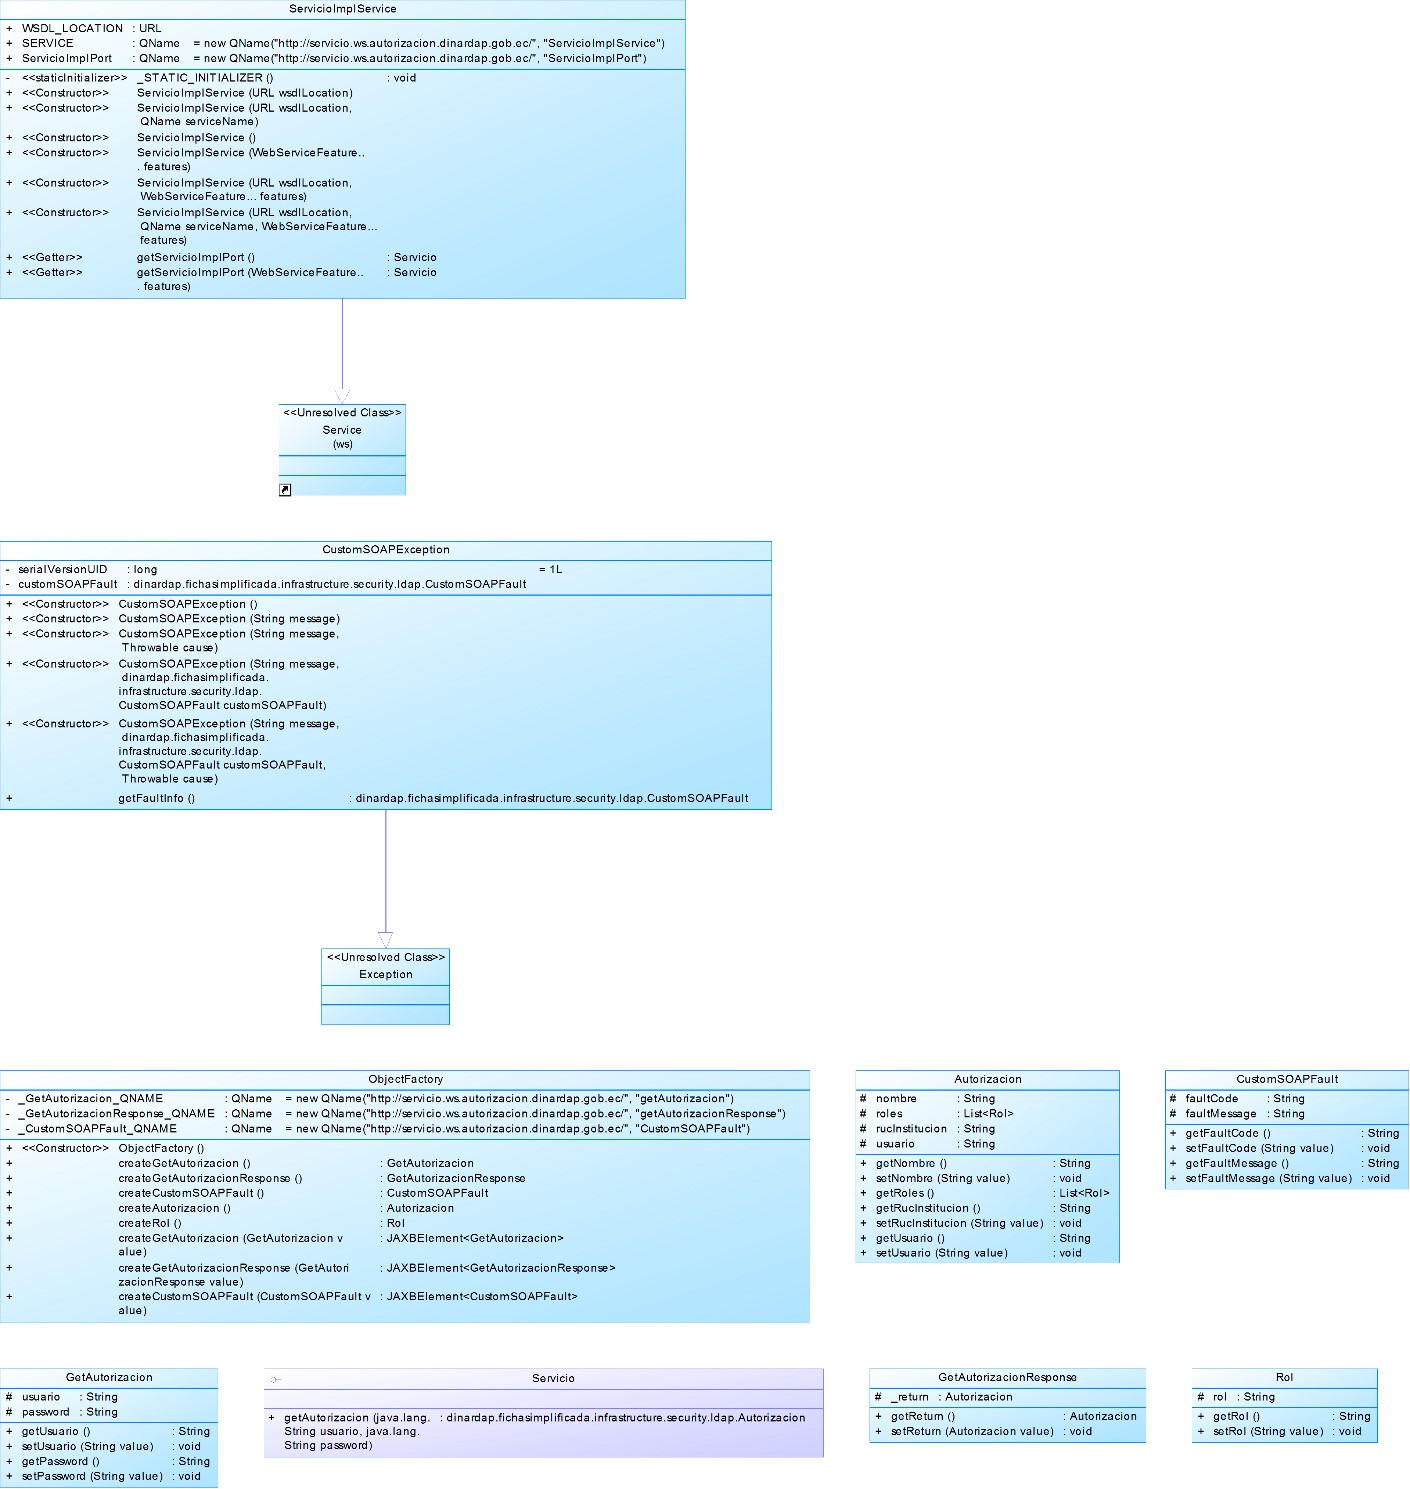 ServicioImplService
+ WSDL_LOCATION : URL
+ SERVICE : QName = new QName("http://servicio.ws.autorizacion.dinardap.gob.ec/", "ServicioImplService")
+ ServicioImplPort : QName = new QName("http://servicio.ws.autorizacion.dinardap.gob.ec/", "ServicioImplPort")
- <<staticInitializer>> _STATIC_INITIALIZER () : void
+ <<Constructor>> ServicioImplService (URL wsdlLocation)
+ <<Constructor>> ServicioImplService (URL wsdlLocation,
QName serviceName)
+ <<Constructor>> ServicioImplService ()
+ <<Constructor>> ServicioImplService (WebServiceFeature..
. features)
+ <<Constructor>> ServicioImplService (URL wsdlLocation,
WebServiceFeature... features)
+ <<Constructor>> ServicioImplService (URL wsdlLocation,
QName serviceName, WebServiceFeature...
features)
+ <<Getter>> getServicioImplPort () : Servicio
+ <<Getter>> getServicioImplPort (WebServiceFeature.. : Servicio
. features)
<<Unresolved Class>>
Service
(ws)
CustomSOAPException
- serialVersionUID : long = 1L
- customSOAPFault : dinardap.fichasimplificada.infrastructure.security.ldap.CustomSOAPFault
+ <<Constructor>> CustomSOAPException ()
+ <<Constructor>> CustomSOAPException (String message)
+ <<Constructor>> CustomSOAPException (String message,
Throwable cause)
+ <<Constructor>> CustomSOAPException (String message,
dinardap.fichasimplificada.
infrastructure.security.ldap.
CustomSOAPFault customSOAPFault)
+ <<Constructor>> CustomSOAPException (String message,
dinardap.fichasimplificada.
infrastructure.security.ldap.
CustomSOAPFault customSOAPFault,
Throwable cause)
+ getFaultInfo () : dinardap.fichasimplificada.infrastructure.security.ldap.CustomSOAPFault
<<Unresolved Class>>
Exception
ObjectFactory
- _GetAutorizacion_QNAME : QName = new QName("http://servicio.ws.autorizacion.dinardap.gob.ec/", "getAutorizacion")
- _GetAutorizacionResponse_QNAME : QName = new QName("http://servicio.ws.autorizacion.dinardap.gob.ec/", "getAutorizacionResponse")
- _CustomSOAPFault_QNAME : QName = new QName("http://servicio.ws.autorizacion.dinardap.gob.ec/", "CustomSOAPFault")
+ <<Constructor>> ObjectFactory ()
+ createGetAutorizacion () : GetAutorizacion
+ createGetAutorizacionResponse () : GetAutorizacionResponse
+ createCustomSOAPFault () : CustomSOAPFault
+ createAutorizacion () : Autorizacion
+ createRol () : Rol
+ createGetAutorizacion (GetAutorizacion v : JAXBElement<GetAutorizacion>
alue)
+ createGetAutorizacionResponse (GetAutori : JAXBElement<GetAutorizacionResponse>
zacionResponse value)
+ createCustomSOAPFault (CustomSOAPFault v : JAXBElement<CustomSOAPFault>
alue)
Autorizacion
# nombre : String
# roles : List<Rol>
# rucInstitucion : String
# usuario : String
+ getNombre () : String
+ setNombre (String value) : void
+ getRoles () : List<Rol>
+ getRucInstitucion () : String
+ setRucInstitucion (String value) : void
+ getUsuario () : String
+ setUsuario (String value) : void
CustomSOAPFault
# faultCode : String
# faultMessage : String
+ getFaultCode () : String
+ setFaultCode (String value) : void
+ getFaultMessage () : String
+ setFaultMessage (String value) : void
GetAutorizacion
# usuario : String
# password : String
+ getUsuario () : String
+ setUsuario (String value) : void
+ getPassword () : String
+ setPassword (String value) : void
Servicio
+ getAutorizacion (java.lang. : dinardap.fichasimplificada.infrastructure.security.ldap.Autorizacion
String usuario, java.lang.
String password)
GetAutorizacionResponse
# _return : Autorizacion
+ getReturn () : Autorizacion
+ setReturn (Autorizacion value) : void
Rol
# rol : String
+ getRol () : String
+ setRol (String value) : void